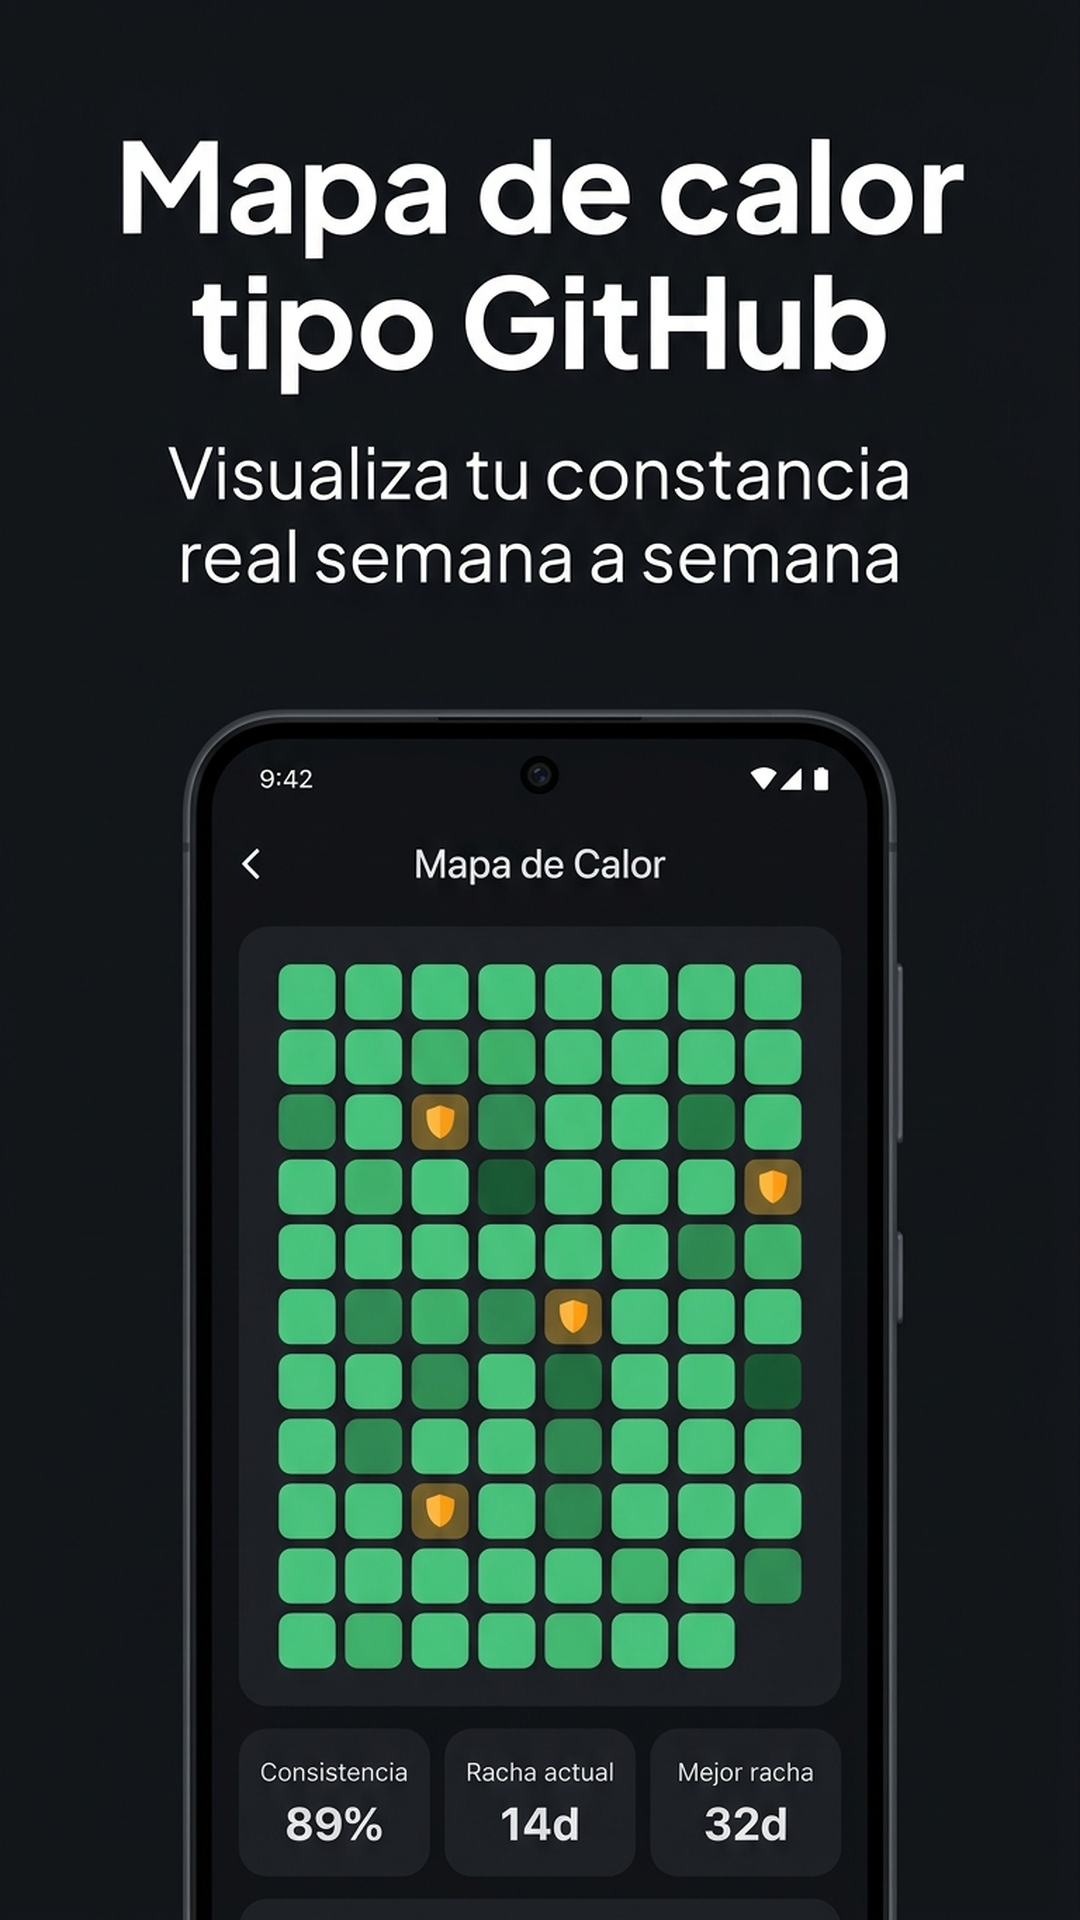 Mapa de calor
tipo GitHub
Visualiza tu constancia
real semana a semana
9:42
Mapa de Calor
Consistencia
89%
Racha actual
14d
Mejor racha
32d